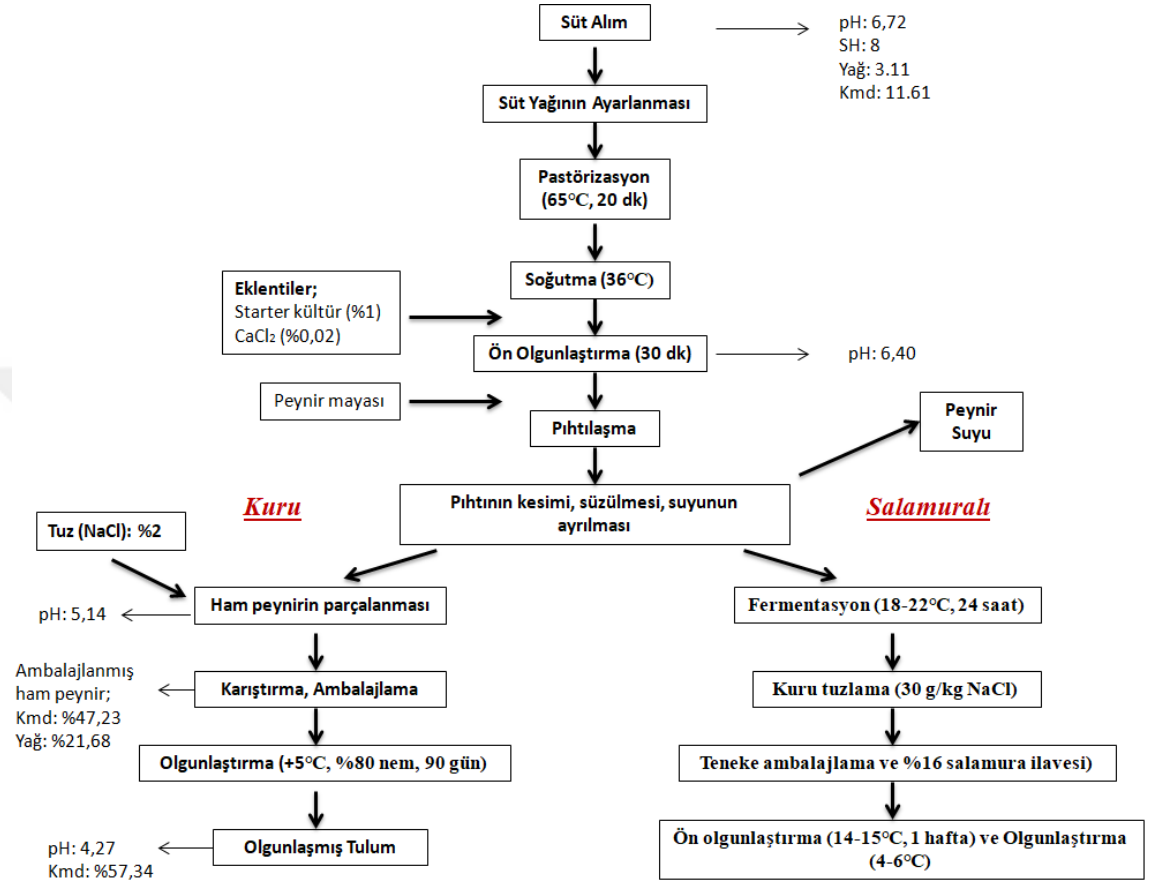 Süt Alım
pH: 6,72
SH: 8
Yağ: 3.11
Kmd: 11.61
Süt Yağının Ayarlanması
Pastörizasyon
(65°C, 20 dk)
Soğutma (36°C)
Eklentiler;
Starter kültür (%1)
CaCl₂ (%0,02)
Ön Olgunlaştırma (30 dk)
pH: 6,40
Peynir mayası
Pıhtılaşma
Peynir
Suyu
Kuru
Pıhtının kesimi, süzülmesi, suyunun
ayrılması
Salamuralı
Tuz (NaCl): %2
Ham peynirin parçalanması
pH: 5,14
Fermentasyon (18-22°C, 24 saat)
Ambalajlanmış
ham peynir;
Kmd: %47,23
Yağ: %21,68
Karıştırma, Ambalajlama
Kuru tuzlama (30 g/kg NaCl)
Olgunlaştırma (+5°C, %80 nem, 90 gün)
Teneke ambalajlama ve %16 salamura ilavesi)
pH: 4,27
Kmd: %57,34
Olgunlaşmış Tulum
Ön olgunlaştırma (14-15°C, 1 hafta) ve Olgunlaştırma
(4-6°C)